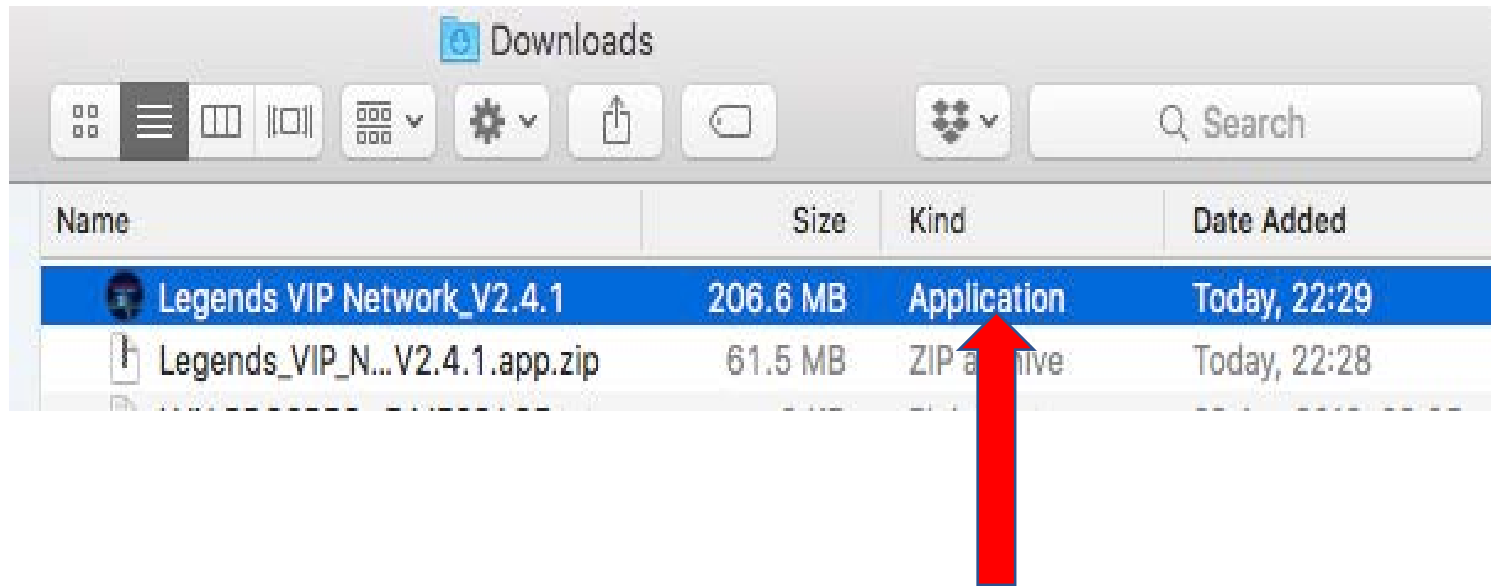 Downloads
Search
Name Size Kind Date Added
Legends VIP Network_V2.4.1 206.6 MB Application Today, 22:29
Legends_VIP_N...V2.4.1.app.zip 61.5 MB ZIP Today, 22:28